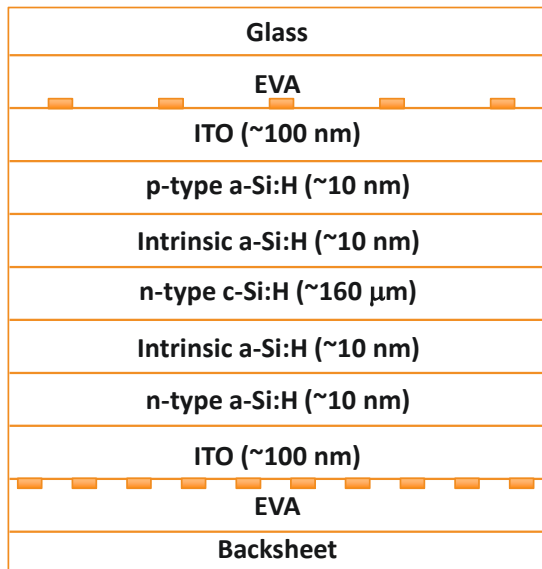 Glass
EVA
ITO (~100 nm)
p-type a-Si:H (~10 nm)
Intrinsic a-Si:H (~10 nm)
n-type c-Si:H (~160 μm)
Intrinsic a-Si:H (~10 nm)
n-type a-Si:H (~10 nm)
ITO (~100 nm)
EVA
Backsheet